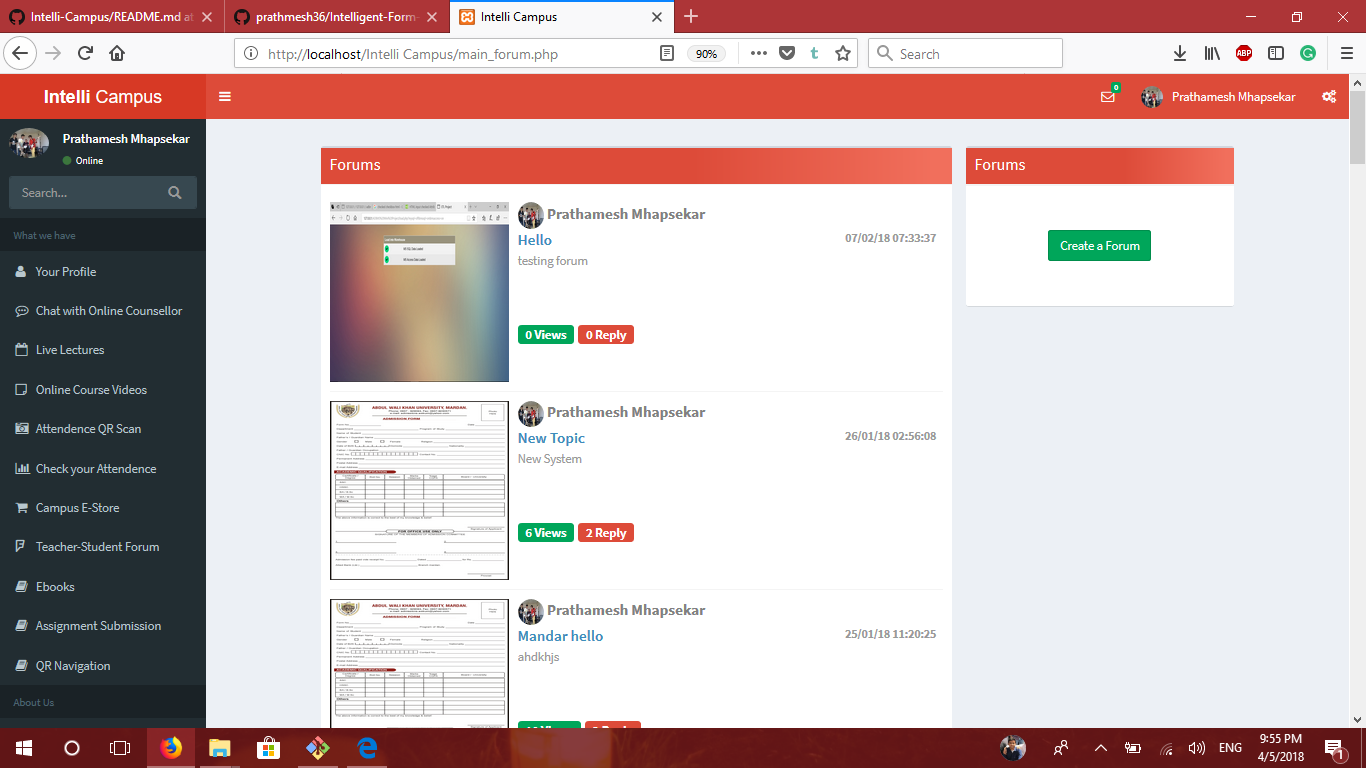 Intelli-Campus/README.md at
prathmesh36/Intelligent-Form-
Intelli Campus
http://localhost/Intelli Campus/main_forum.php
90%
Search
Intelli Campus
0
Prathamesh Mhapsekar
Prathamesh Mhapsekar
Online
Search...
What we have
Your Profile
Chat with Online Counsellor
Live Lectures
Online Course Videos
Attendence QR Scan
Check your Attendence
Campus E-Store
Teacher-Student Forum
Ebooks
Assignment Submission
QR Navigation
About Us
Forums
Prathamesh Mhapsekar
Hello
07/02/18 07:33:37
testing forum
0 Views 0 Reply
ABDUL WALI KHAN UNIVERSITY, MARDAN.
ADMISSION FORM
FOR OFFICE USE ONLY
Prathamesh Mhapsekar
New Topic
26/01/18 02:56:08
New System
6 Views 2 Reply
ABDUL WALI KHAN UNIVERSITY, MARDAN.
ADMISSION FORM
Prathamesh Mhapsekar
Mandar hello
25/01/18 11:20:25
ahdkhjs
Forums
Create a Forum
ABP
ENG
9:55 PM
4/5/2018
1